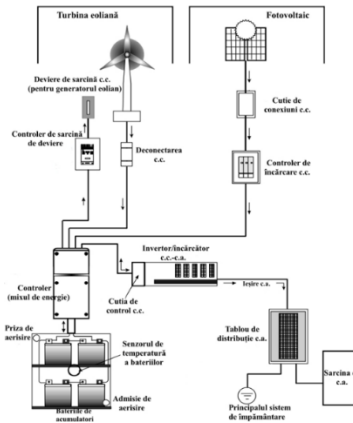 Turbina eoliană
Fotovoltaic
Deviere de sarcină c.c.
(pentru generatorul eolian)
Controler de sarcină
de deviere
Deconectarea
c.c.
Cutie de
conexiuni c.c.
Controler de
încărcare c.c.
Invertor/încărcător
c.c.-c.a.
Controler
(mixul de energie)
Cutia de
control c.c.
Ieșire c.a.
Priza de
aerisire
Senzorul de
temperatură
a bateriilor
Tablou de
distribuție c.a.
Sarcina
c.a.
Admisie de
aerisire
Bateriile de
acumulatori
Principalul sistem
de împământare